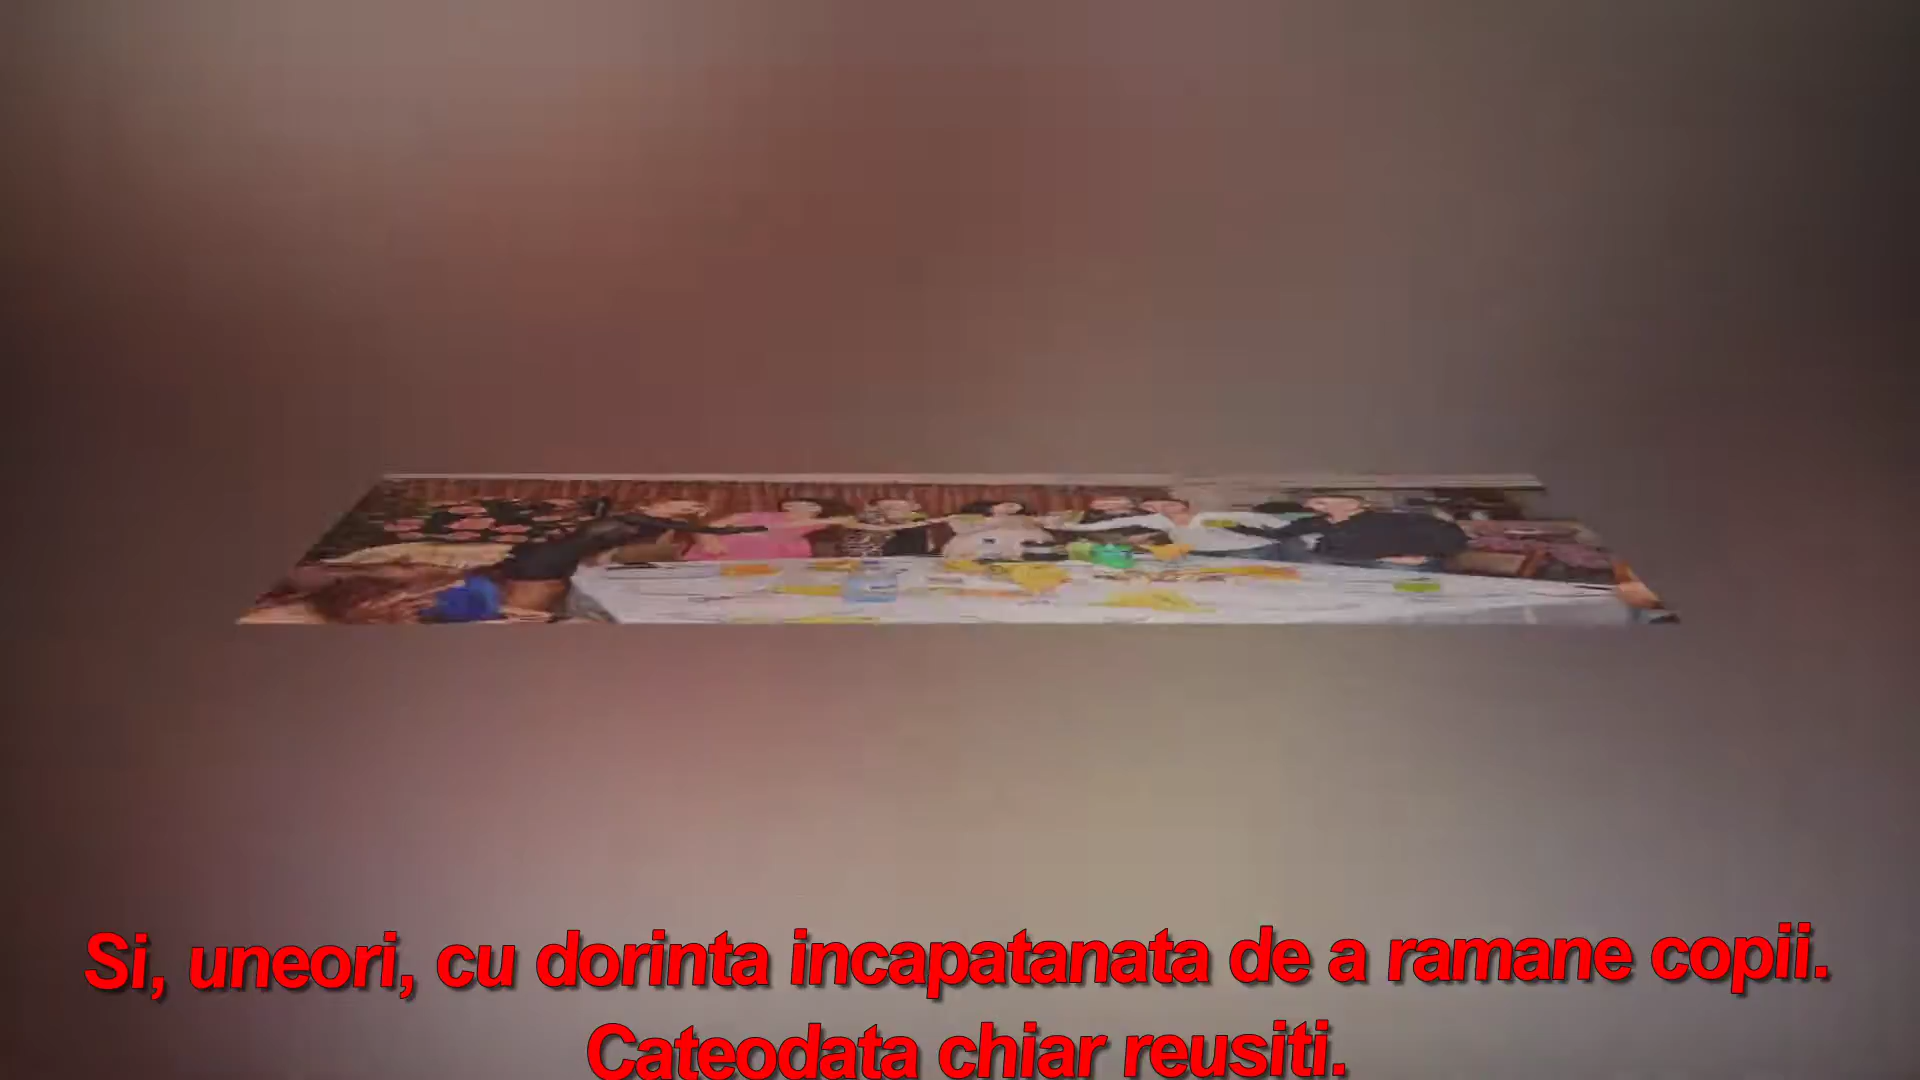 Si, uneori, cu dorinta incapatanata de a ramane copii.
Cateodata chiar reusiti.